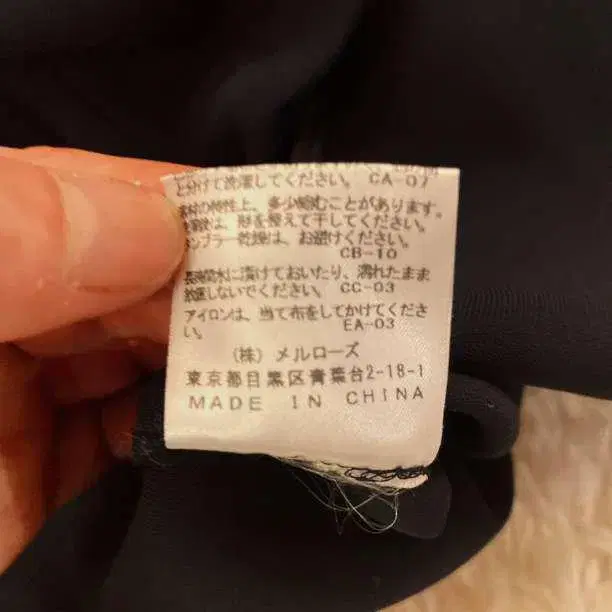 と分けて洗濯してください。 CA-07
素材の特性上、多少縮むことがあります。
は、形を整えて干してください。
タンブラー乾燥は、お避けください。
CB-10
長時間水に漬けておいたり、濡れたまま
放置しないでください。 CC-03
アイロンは、当て布をしてかけてくださ
い。 EA-03
(株) メルローズ
東京都目黒区青葉台2-18-1
MADE IN CHINA